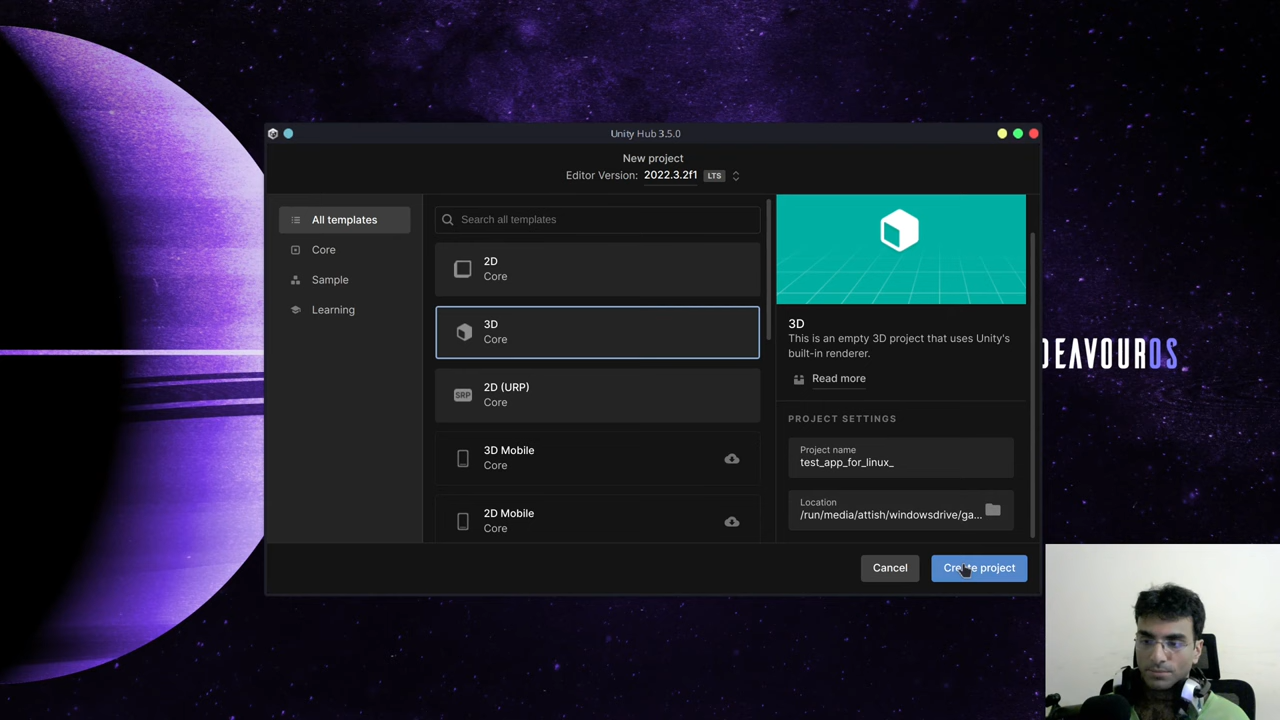 Unity Hub 3.5.0
New project
Editor Version: 2022.3.2f1 LTS
All templates
Core
Sample
Learning
Search all templates
2D
Core
3D
Core
SRP
2D (URP)
Core
3D Mobile
Core
2D Mobile
Core
3D
This is an empty 3D project that uses Unity's
built-in renderer.
Read more
PROJECT SETTINGS
Project name
test_app_for_linux_
Location
/run/media/attish/windowsdrive/ga...
Cancel
Create project
DEAVOUROS